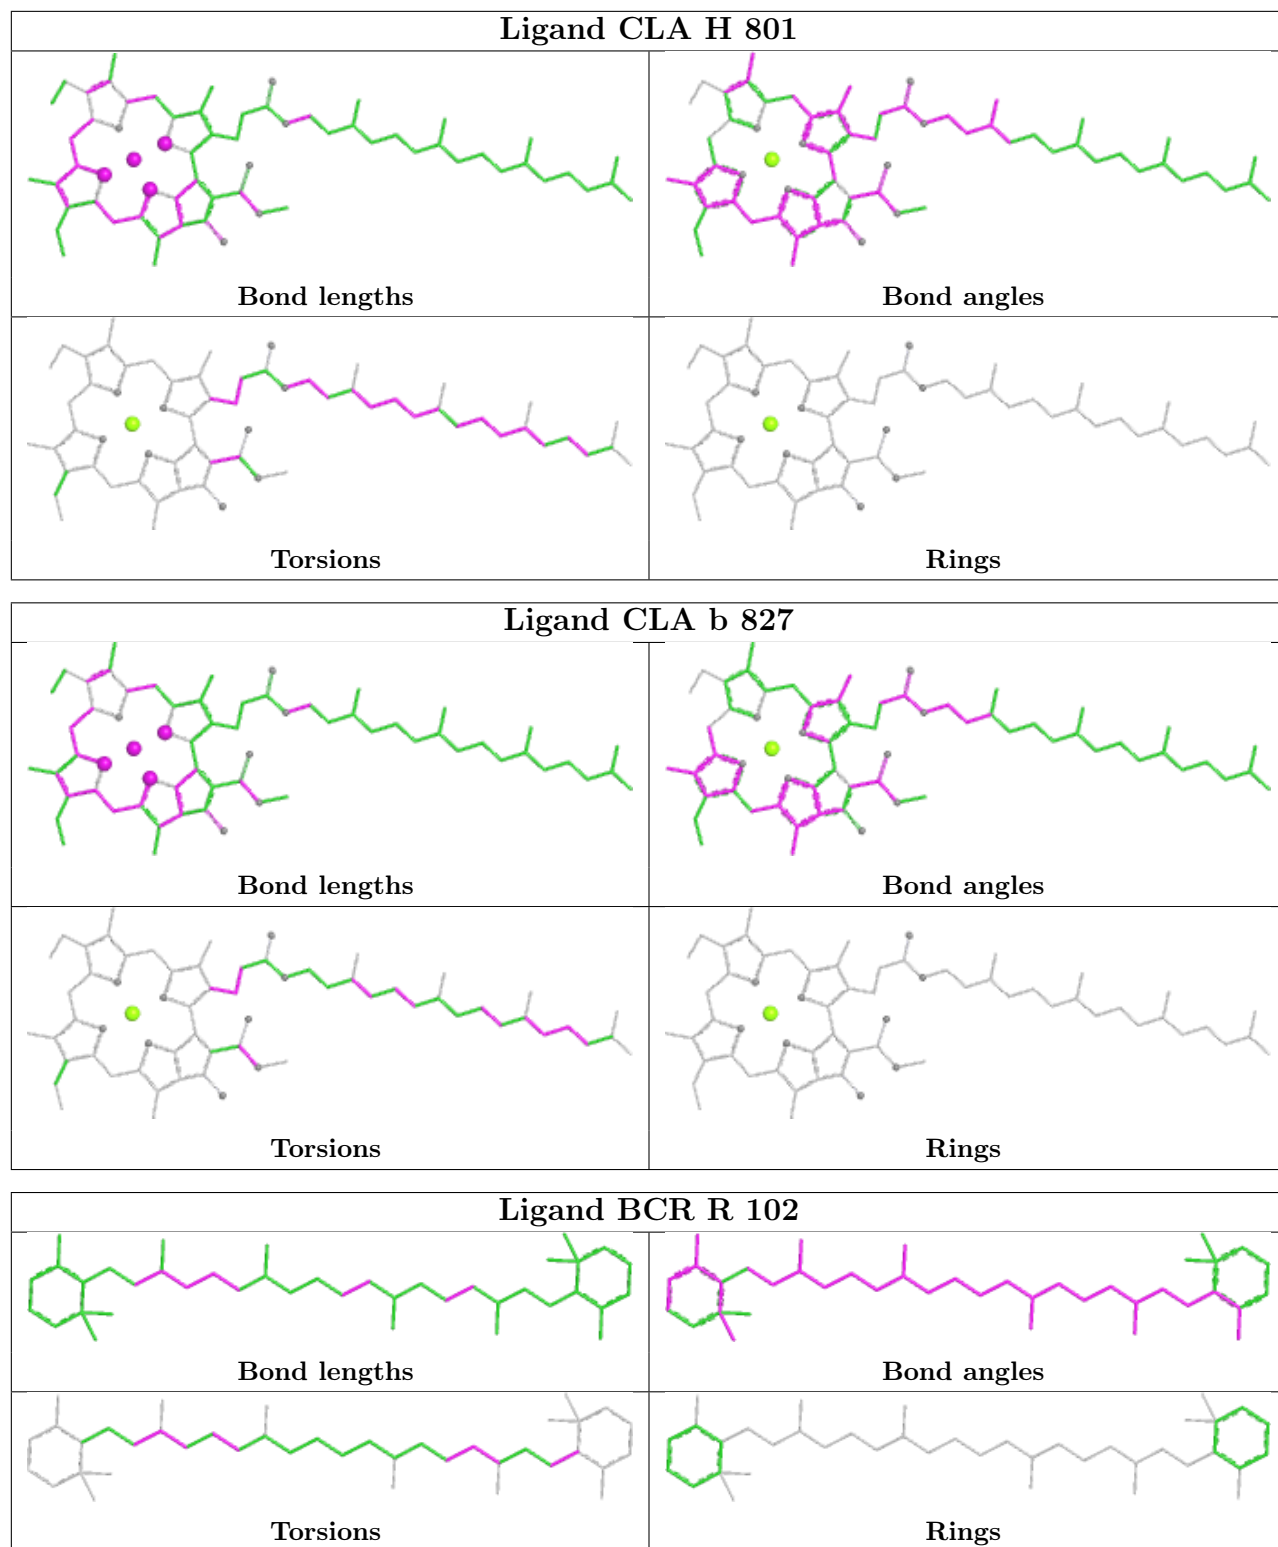 Ligand CLA H 801
Bond lengths
Bond angles
Torsions
Rings
Ligand CLA b 827
Bond lengths
Bond angles
Torsions
Rings
Ligand BCR R 102
Bond lengths
Bond angles
Torsions
Rings